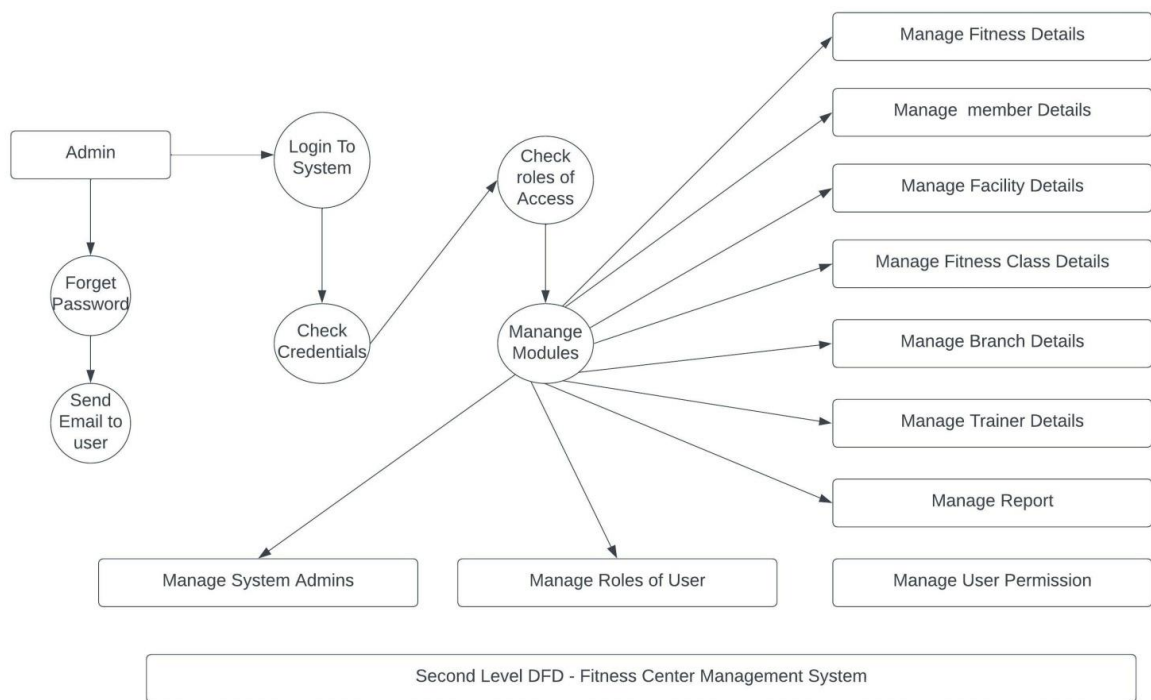 Manage Fitness Details
Manage member Details
Admin
Login To
System
Check
roles of
Access
Manage Facility Details
Manage Fitness Class Details
Forget
Password
Check
Credentials
Manange
Modules
Manage Branch Details
Send
Email to
user
Manage Trainer Details
Manage Report
Manage System Admins
Manage Roles of User
Manage User Permission
Second Level DFD - Fitness Center Management System